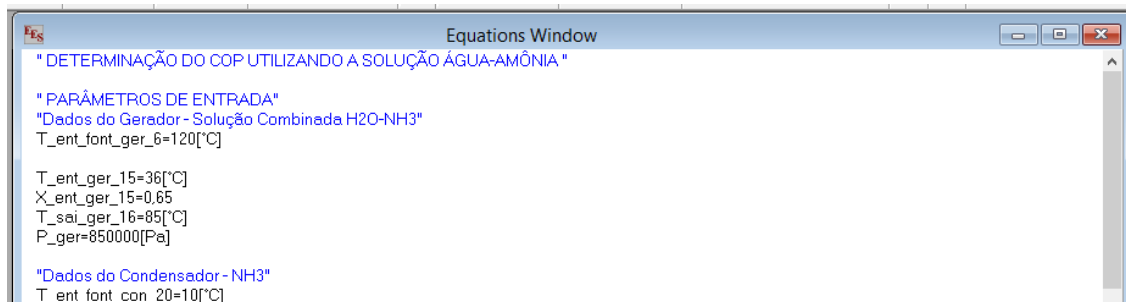 EES
Equations Window
" DETERMINAÇÃO DO COP UTILIZANDO A SOLUÇÃO ÁGUA-AMÔNIA "
" PARÂMETROS DE ENTRADA"
"Dados do Gerador - Solução Combinada H2O-NH3"
T_ent_font_ger_6=120[°C]
T_ent_ger_15=36[°C]
X_ent_ger_15=0,65
T_sai_ger_16=85[°C]
P_ger=850000[Pa]
"Dados do Condensador - NH3"
T_ent_font_con_20=10[°C]